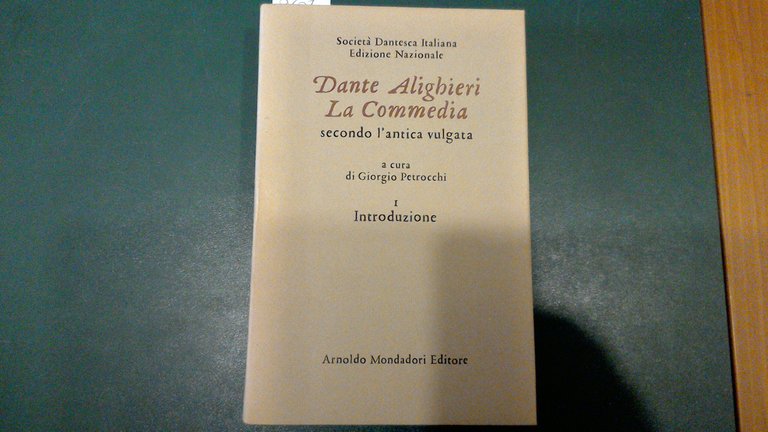 Società Dantesca Italiana
Edizione Nazionale
Dante Alighieri
La Commedia
secondo l'antica vulgata
a cura
di Giorgio Petrocchi
I
Introduzione
Arnoldo Mondadori Editore